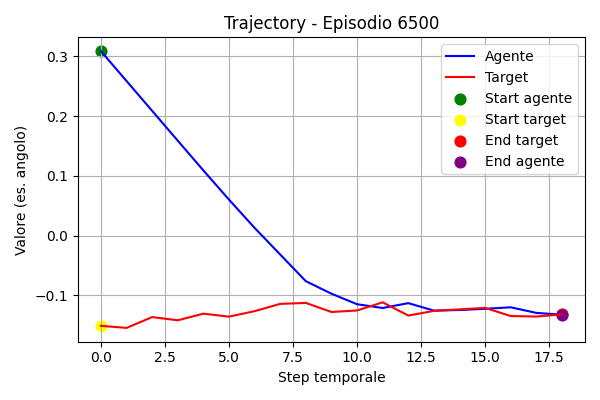 Trajectory - Episodio 6500
Valore (es. angolo)
0.3
0.2
0.1
0.0
−0.1
0.0
2.5
5.0
7.5
10.0
12.5
15.0
17.5
Step temporale
Agente
Target
Start agente
Start target
End target
End agente